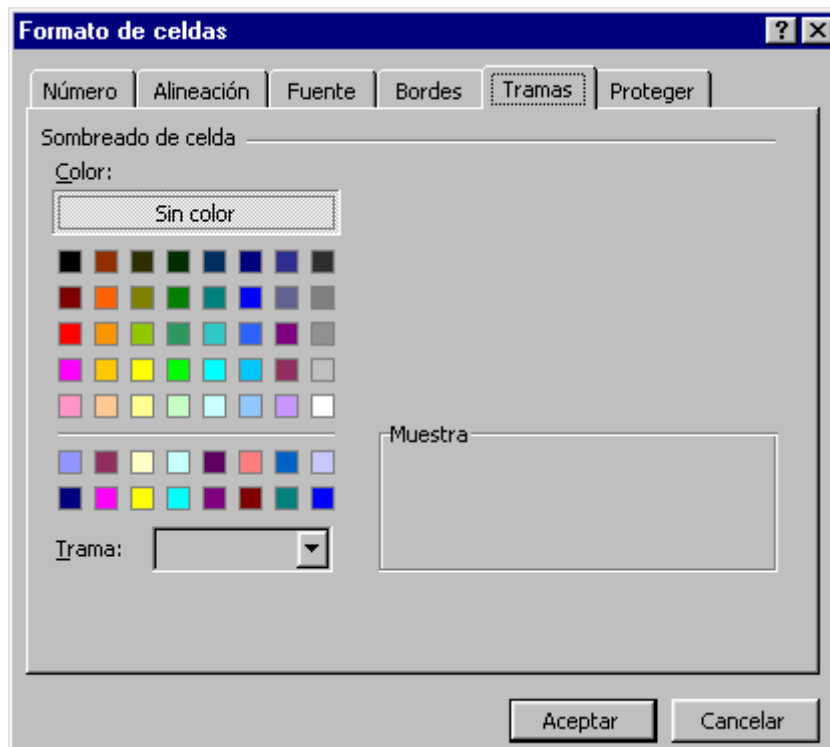 Formato de celdas
Número Alineación Fuente Bordes Tramas Proteger
Sombreado de celda
Color:
Sin color
Muestra
Trama:
Aceptar Cancelar